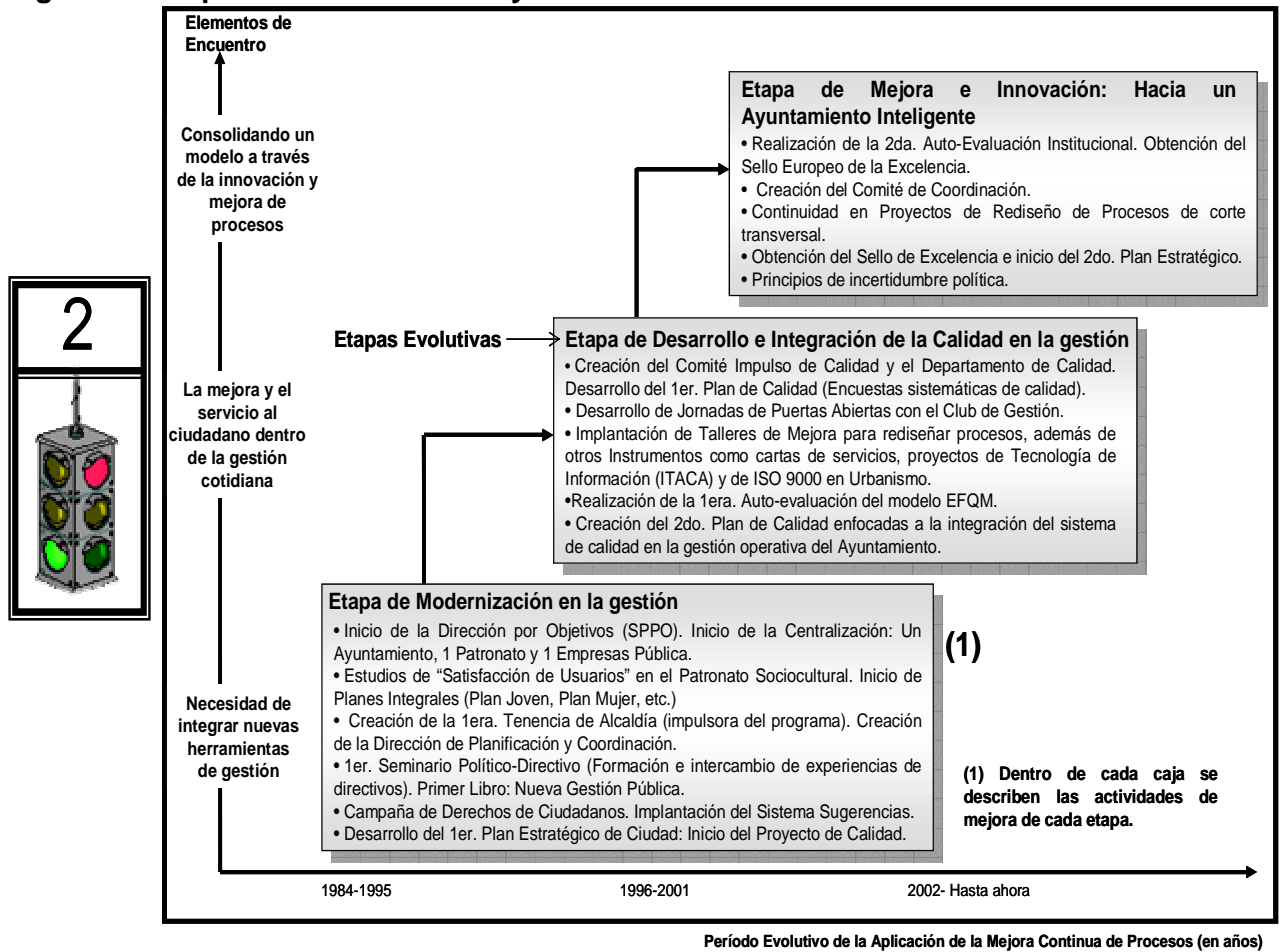 Elementos de
Encuentro
Consolidando un
modelo a través
de la innovación y
mejora de
procesos
Etapa de Mejora e Innovación: Hacia un
Ayuntamiento Inteligente
• Realización de la 2da. Auto-Evaluación Institucional. Obtención del
Sello Europeo de la Excelencia.
• Creación del Comité de Coordinación.
• Continuidad en Proyectos de Rediseño de Procesos de corte
transversal.
• Obtención del Sello de Excelencia e inicio del 2do. Plan Estratégico.
• Principios de incertidumbre política.
2
Etapas Evolutivas
La mejora y el
servicio al
ciudadano dentro
de la gestión
cotidiana
Etapa de Desarrollo e Integración de la Calidad en la gestión
• Creación del Comité Impulso de Calidad y el Departamento de Calidad.
Desarrollo del 1er. Plan de Calidad (Encuestas sistemáticas de calidad).
• Desarrollo de Jornadas de Puertas Abiertas con el Club de Gestión.
• Implantación de Talleres de Mejora para rediseñar procesos, además de
otros Instrumentos como cartas de servicios, proyectos de Tecnología de
Información (ITACA) y de ISO 9000 en Urbanismo.
•Realización de la 1era. Auto-evaluación del modelo EFQM.
• Creación del 2do. Plan de Calidad enfocadas a la integración del sistema
de calidad en la gestión operativa del Ayuntamiento.
Necesidad de
integrar nuevas
herramientas
de gestión
Etapa de Modernización en la gestión
• Inicio de la Dirección por Objetivos (SPPO). Inicio de la Centralización: Un
Ayuntamiento, 1 Patronato y 1 Empresas Pública.
• Estudios de “Satisfacción de Usuarios” en el Patronato Sociocultural. Inicio de
Planes Integrales (Plan Joven, Plan Mujer, etc.)
• Creación de la 1era. Tenencia de Alcaldía (impulsora del programa). Creación
de la Dirección de Planificación y Coordinación.
• 1er. Seminario Político-Directivo (Formación e intercambio de experiencias de
directivos). Primer Libro: Nueva Gestión Pública.
• Campaña de Derechos de Ciudadanos. Implantación del Sistema Sugerencias.
• Desarrollo del 1er. Plan Estratégico de Ciudad: Inicio del Proyecto de Calidad.
(1)
(1) Dentro de cada caja se
describen las actividades de
mejora de cada etapa.
1984-1995
1996-2001
2002- Hasta ahora
Período Evolutivo de la Aplicación de la Mejora Continua de Procesos (en años)